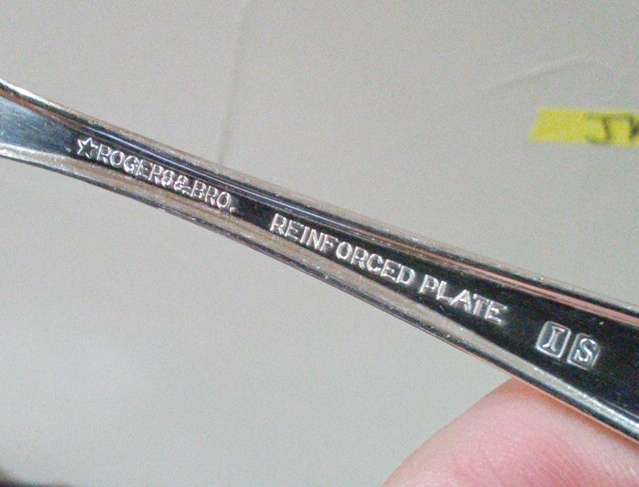 ☆ROGERS&BRO. REINFORCED PLATE IS